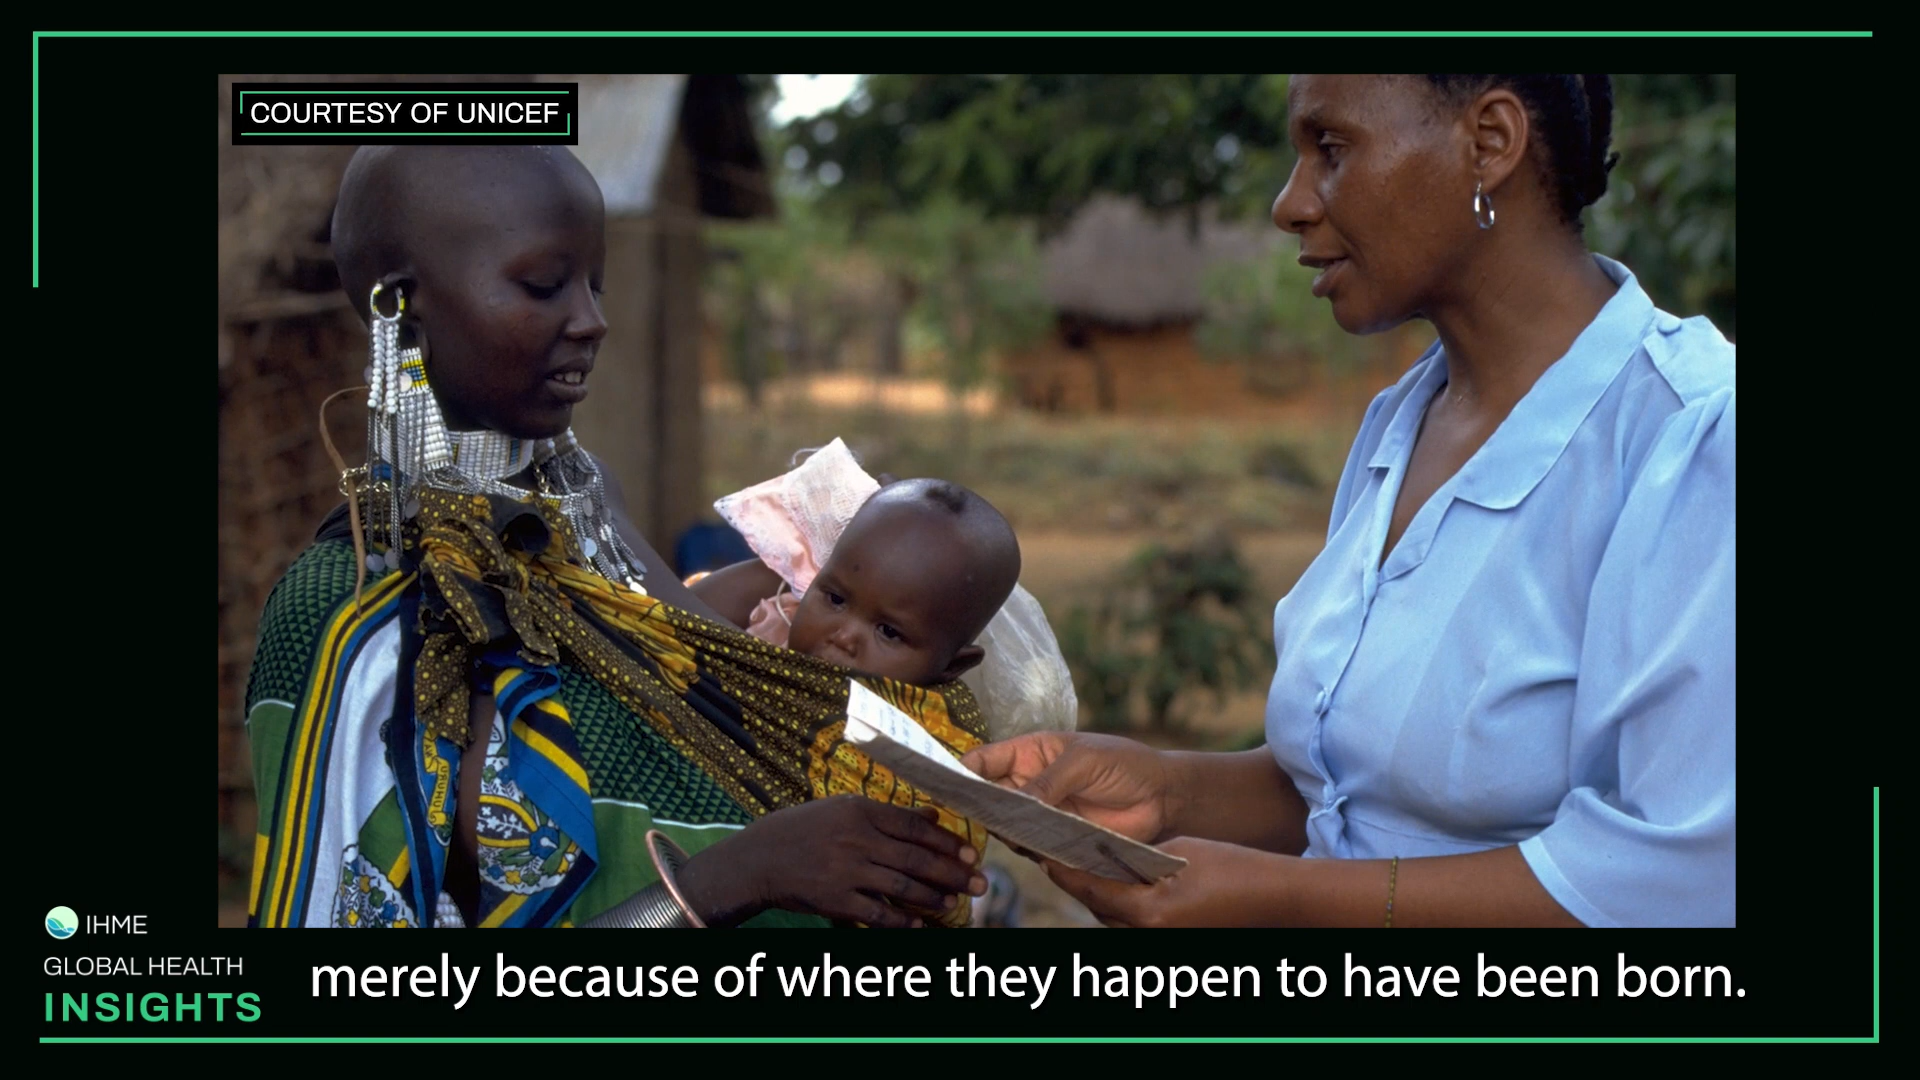 COURTESY OF UNICEF
IHME
GLOBAL HEALTH
INSIGHTS
merely because of where they happen to have been born.